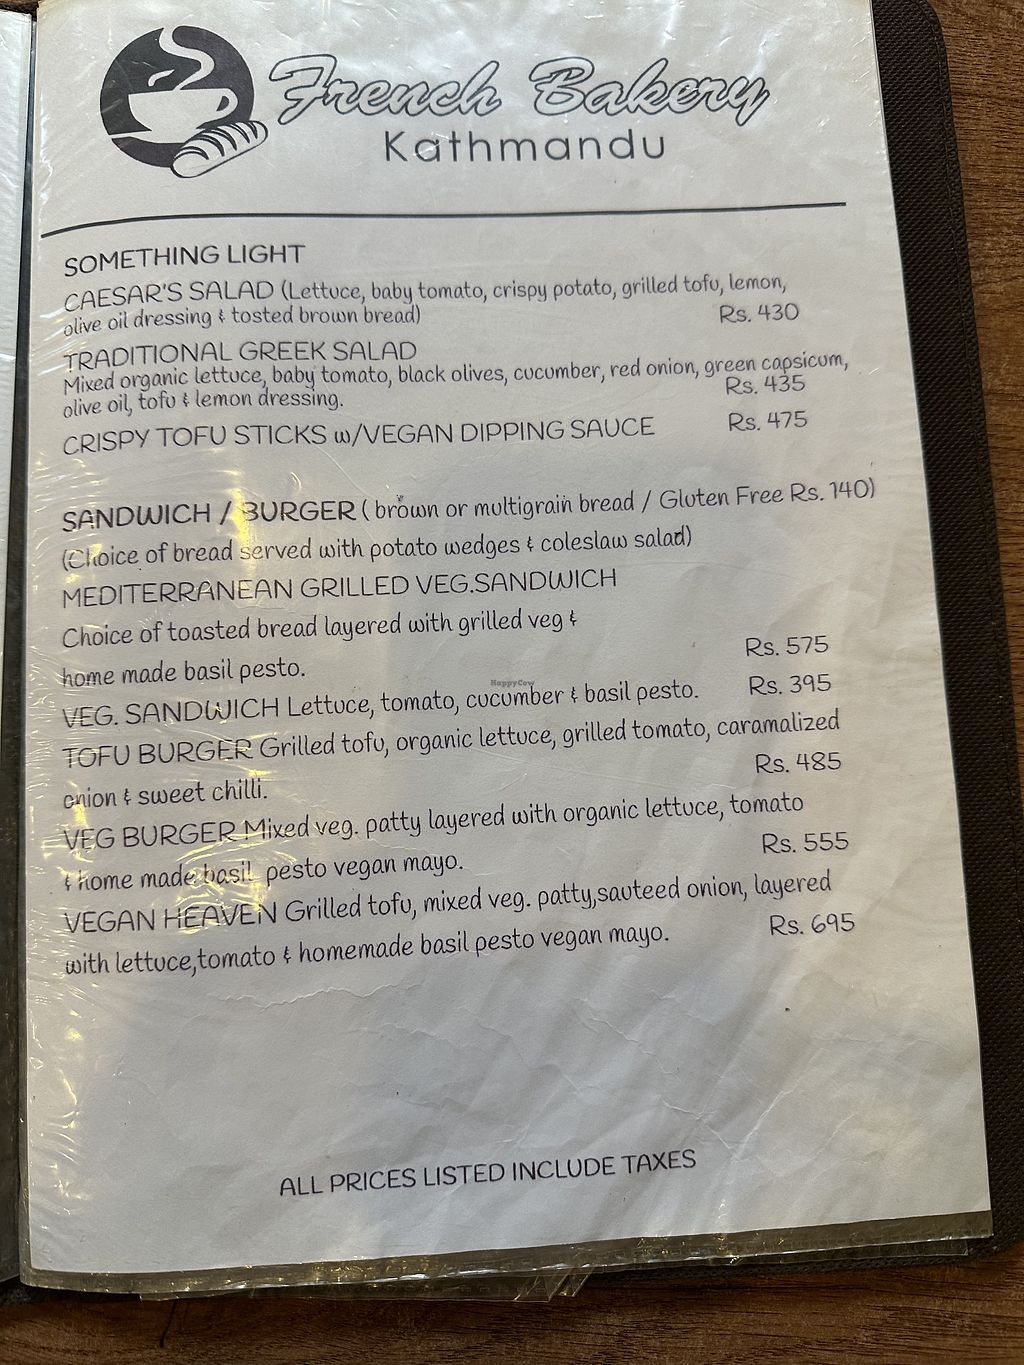 French Bakery
Kathmandu
SOMETHING LIGHT
CAESAR'S SALAD (Lettuce, baby tomato, crispy potato, grilled tofu, lemon,
olive oil dressing & tosted brown bread) Rs. 430
TRADITIONAL GREEK SALAD
Mixed organic lettuce, baby tomato, black olives, cucumber, red onion, green capsicum,
olive oil, tofu & lemon dressing. Rs. 435
CRISPY TOFU STICKS w/VEGAN DIPPING SAUCE Rs. 475
SANDWICH / BURGER ( brown or multigrain bread / Gluten Free Rs. 140)
(Choice of bread served with potato wedges & coleslaw salad)
MEDITERRANEAN GRILLED VEG.SANDWICH
Choice of toasted bread layered with grilled veg &
home made basil pesto. Rs. 575
HappyCow
VEG. SANDWICH Lettuce, tomato, cucumber & basil pesto. Rs. 395
TOFU BURGER Grilled tofu, organic lettuce, grilled tomato, caramalized
onion & sweet chilli. Rs. 485
VEG BURGER Mixed veg. patty layered with organic lettuce, tomato
& home made basil pesto vegan mayo. Rs. 555
VEGAN HEAVEN Grilled tofu, mixed veg. patty,sauteed onion, layered
with lettuce,tomato & homemade basil pesto vegan mayo. Rs. 695
ALL PRICES LISTED INCLUDE TAXES